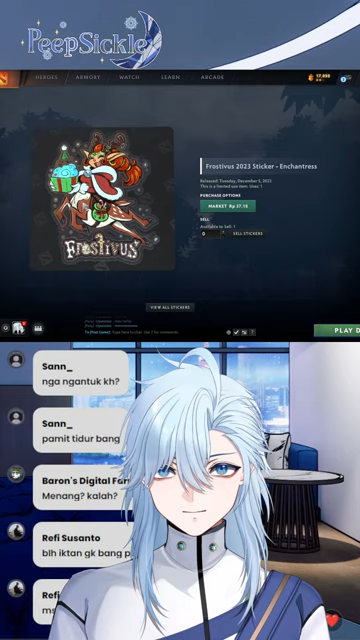 PeepSickle
HEROES / ARMORY WATCH LEARN ARCADE
Frostivus 2023 Sticker - Enchantress
Released: Tuesday, December 5, 2023
This is a limited use item. Uses: 1
PURCHASE OPTIONS
MARKET Rp 37.10
SELL
Available to Sell: 1
0 SELL STICKERS
FROSTIVUS
VIEW ALL STICKERS
PLAY D
Sann_
nga ngantuk kh?
Sann_
pamit tidur bang
Baron's Digital
Menang? kalah?
Refi Susanto
blh iktan gk bang
Refi